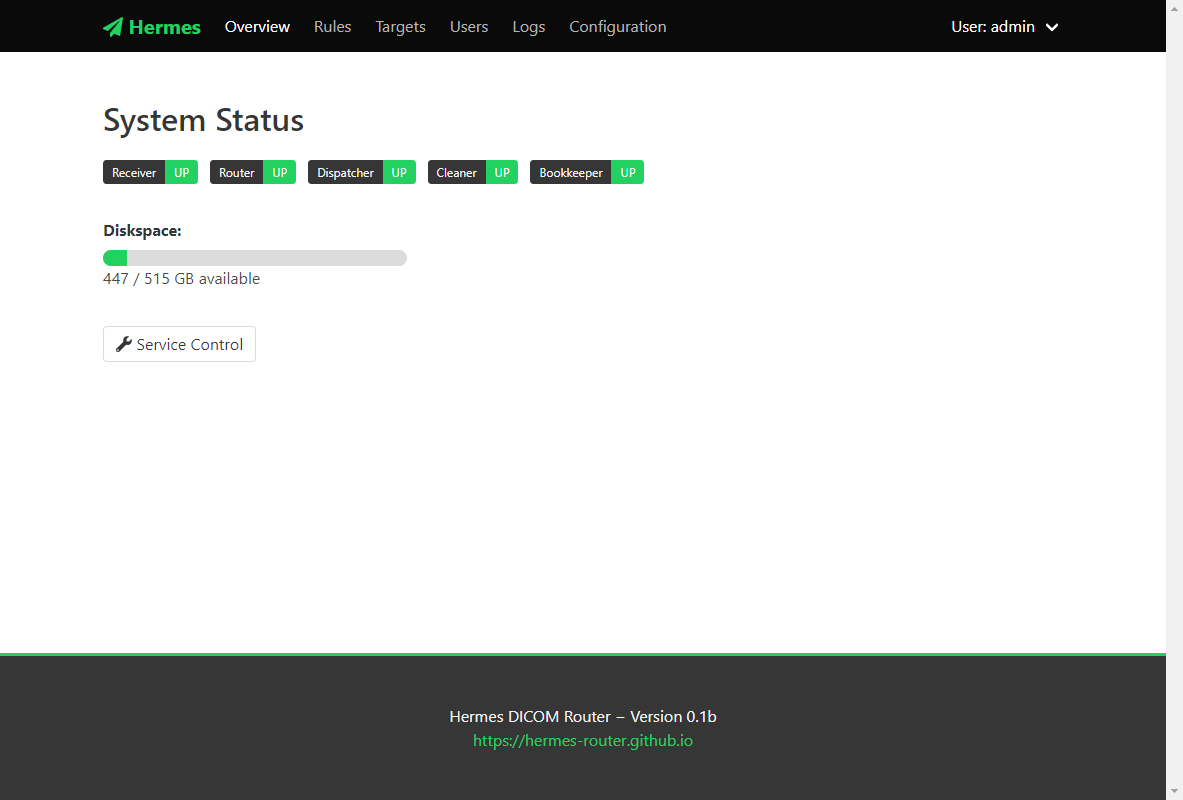 Hermes Overview Rules Targets Users Logs Configuration User: admin
System Status
Receiver UP Router UP Dispatcher UP Cleaner UP Bookkeeper UP
Diskspace:
447 / 515 GB available
Service Control
Hermes DICOM Router – Version 0.1b
https://hermes-router.github.io